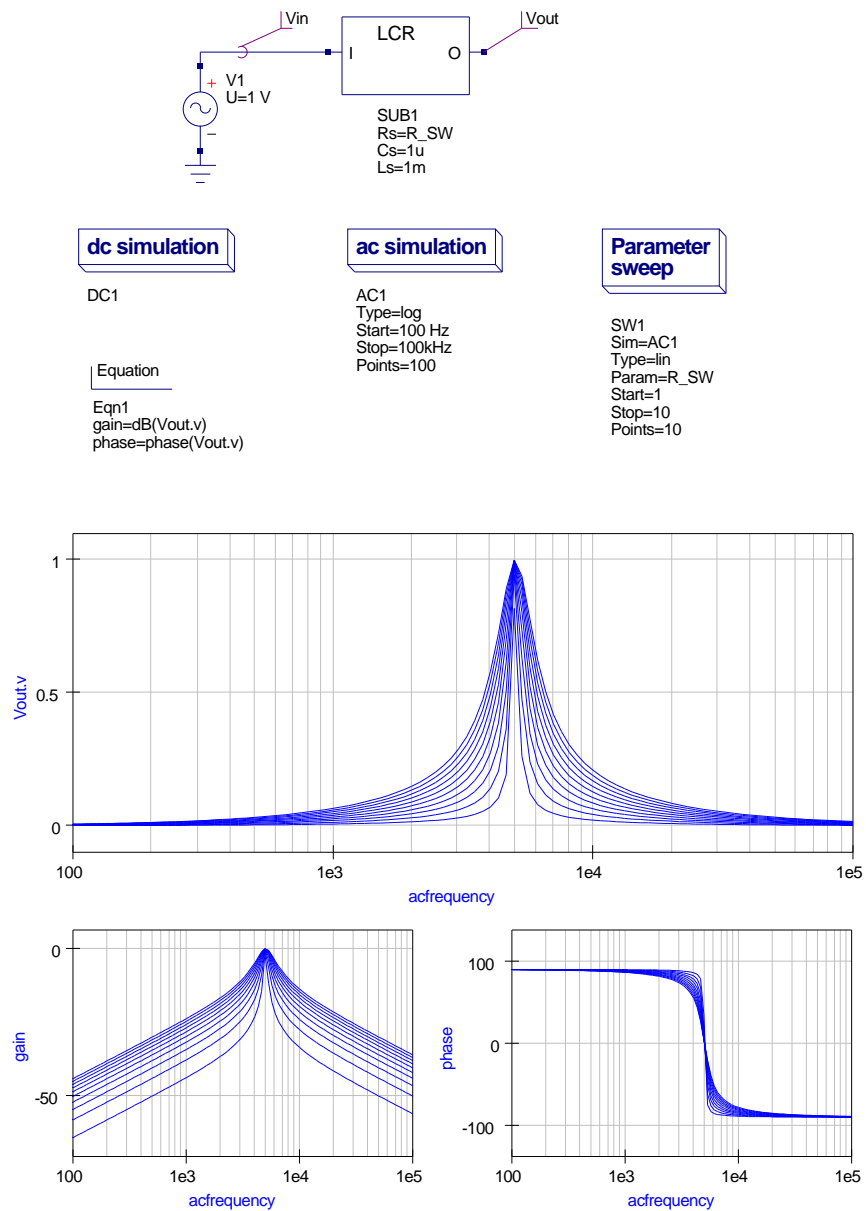 Vin
Vout
LCR
I
O
+
V1
U=1 V
−
SUB1
Rs=R_SW
Cs=1u
Ls=1m
dc simulation
DC1
ac simulation
AC1
Type=log
Start=100 Hz
Stop=100kHz
Points=100
Parameter
sweep
SW1
Sim=AC1
Type=lin
Param=R_SW
Start=1
Stop=10
Points=10
Equation
Eqn1
gain=dB(Vout.v)
phase=phase(Vout.v)
1
0.5
0
Vout.v
100
1e3
1e4
1e5
acfrequency
0
-50
gain
100
1e3
1e4
1e5
acfrequency
100
0
-100
phase
100
1e3
1e4
1e5
acfrequency